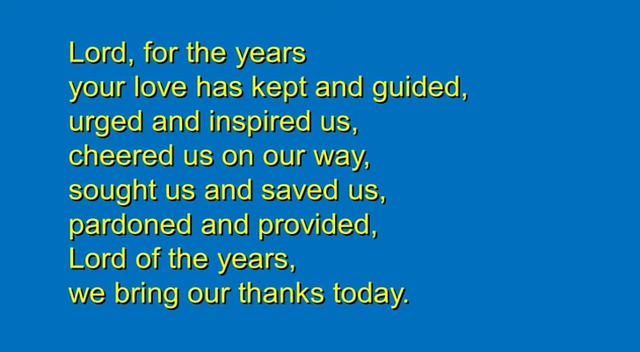 Lord, for the years
your love has kept and guided,
urged and inspired us,
cheered us on our way,
sought us and saved us,
pardoned and provided,
Lord of the years,
we bring our thanks today.